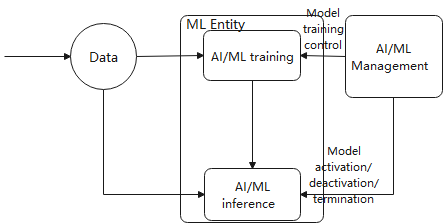 ML Entity
Model
training
control
Data
AI/ML training
AI/ML
Management
Model
activation/
deactivation/
termination
AI/ML
inference